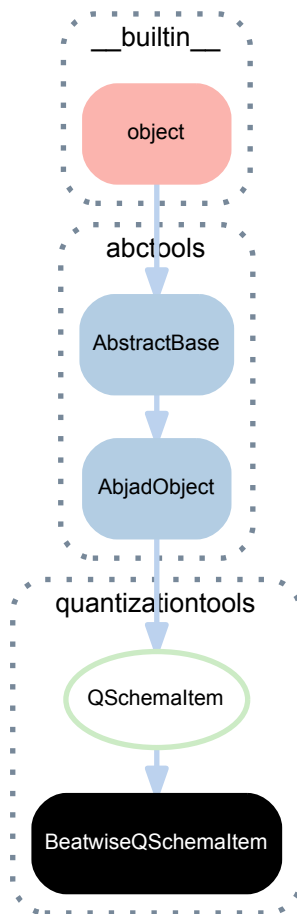 __builtin__
object
abctools
AbstractBase
AbjadObject
quantizationtools
QSchemaItem
BeatwiseQSchemaItem